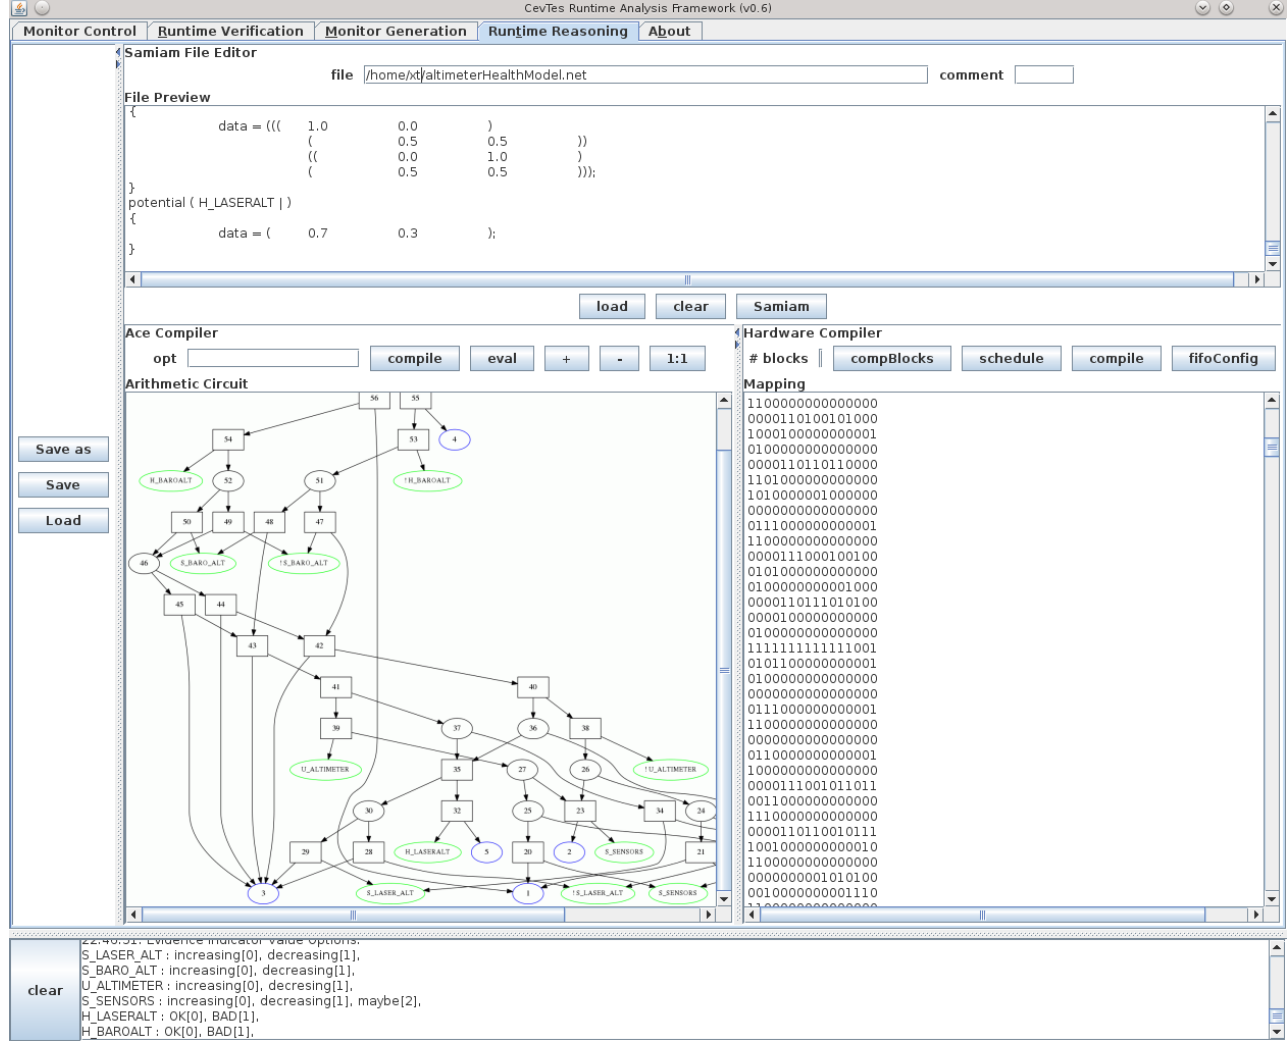 CevTes Runtime Analysis Framework (v0.6)
Monitor Control Runtime Verification Monitor Generation Runtime Reasoning About
Samiam File Editor
file /home/xt/altimeterHealthModel.net comment
File Preview
{
data = ((( 1.0 0.0 )
( 0.5 0.5 ))
(( 0.0 1.0 )
( 0.5 0.5 )));
}
potential ( H_LASERALT | )
{
data = ( 0.7 0.3 );
}
load clear Samiam
Ace Compiler
opt compile eval + - 1:1
Arithmetic Circuit
56 55
54 53 4
H_BAROALT 52 51 !H_BAROALT
50 49 48 47
46 S_BARO_ALT !S_BARO_ALT
45 44
43 42
41 40
39 37 36 38
U_ALTIMETER 35 27 26 !U_ALTIMETER
30 32 25 23 34 24
29 28 H_LASERALT 5 20 2 S_SENSORS 21
3 S_LASER_ALT 1 !S_LASER_ALT S_SENSORS
Hardware Compiler
# blocks compBlocks schedule compile fifoConfig
Mapping
1100000000000000
0000110100101000
1000100000000001
0100000000000000
0000110110110000
1101000000000000
1010000001000000
0000000000000000
0111000000000001
1100000000000000
0000111000100100
0101000000000000
0100000000001000
0000110111010100
0000100000000000
0100000000000000
1111111111111001
0101100000000001
0100000000000000
0000000000000000
0111000000000001
1100000000000000
0000000000000000
0110000000000001
1000000000000000
0000111001011011
0011000000000000
1110000000000000
0000110110010111
1001000000000010
1100000000000000
0000000001010100
0010000000001110
Save as
Save
Load
clear
22:46:31: Evidence Indicator Value Options:
S_LASER_ALT : increasing[0], decreasing[1],
S_BARO_ALT : increasing[0], decreasing[1],
U_ALTIMETER : increasing[0], decresing[1],
S_SENSORS : increasing[0], decreasing[1], maybe[2],
H_LASERALT : OK[0], BAD[1],
H_BAROALT : OK[0], BAD[1],